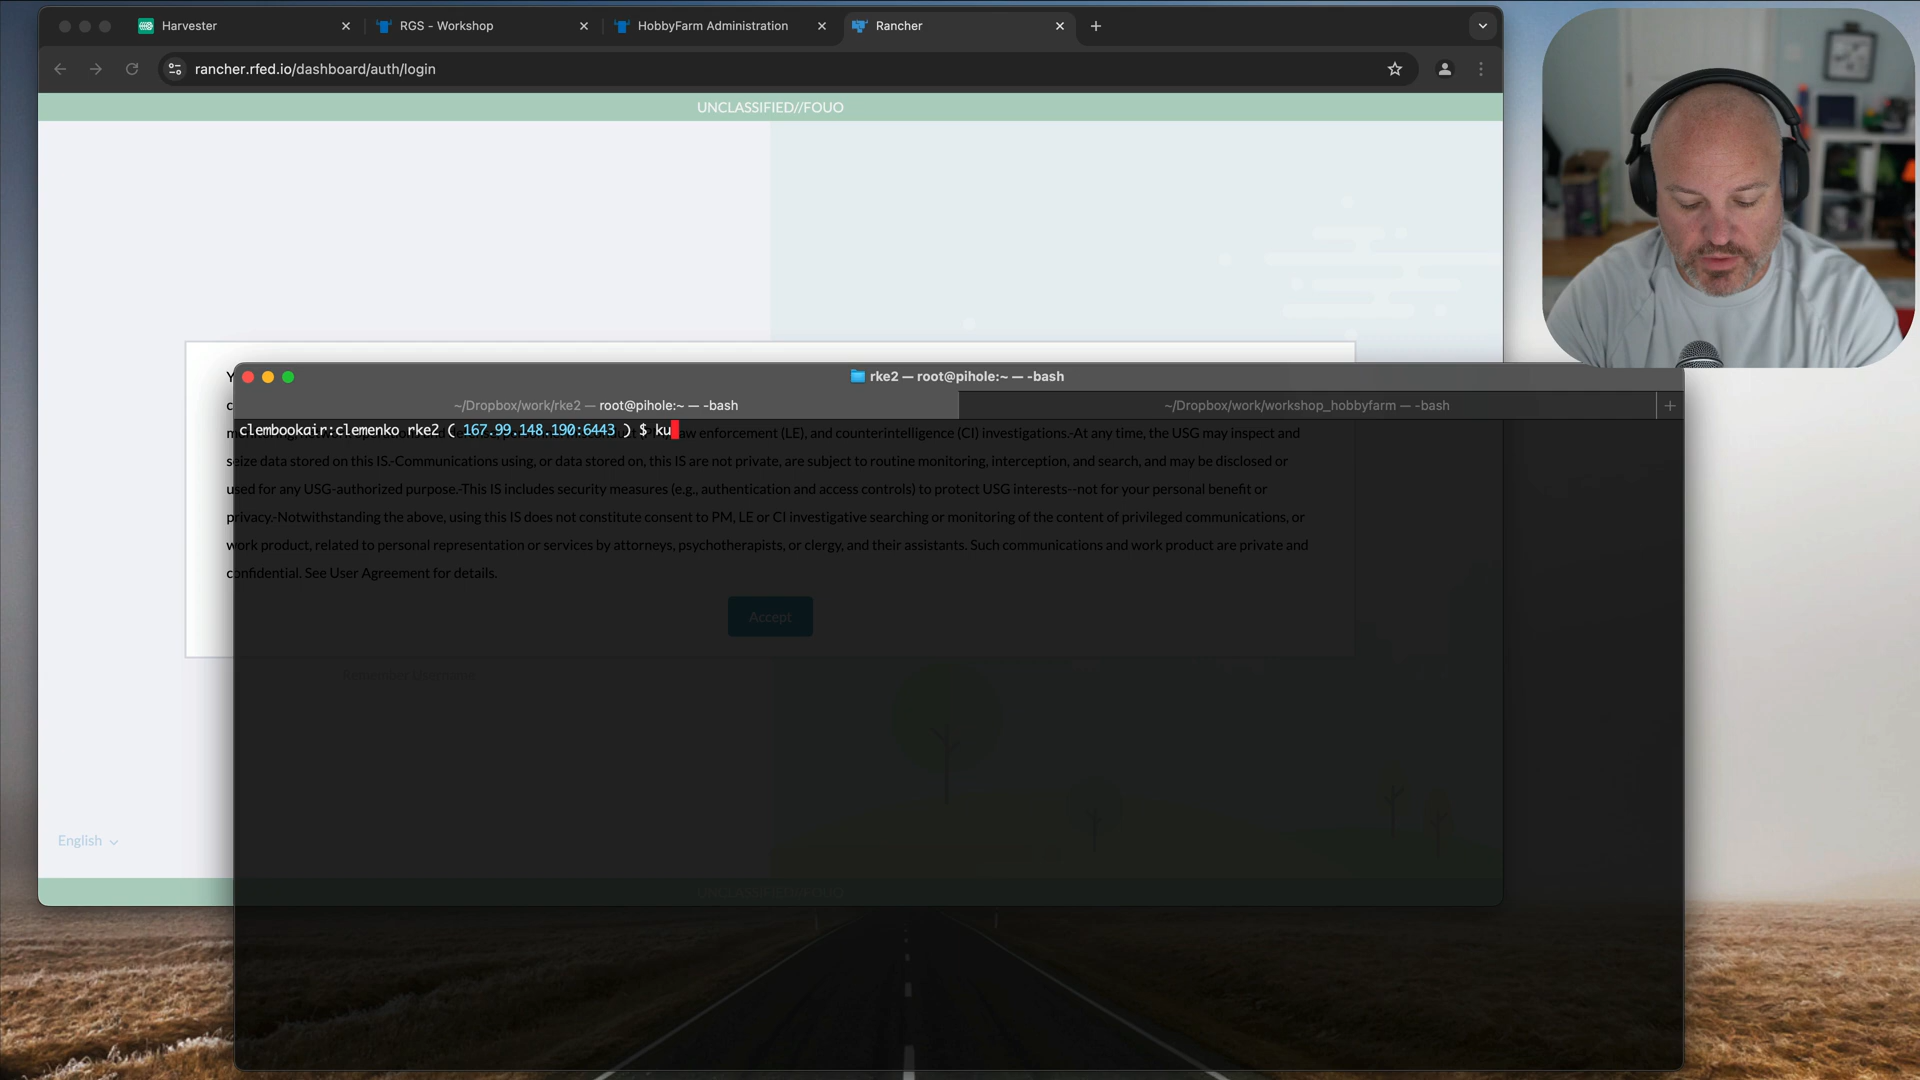 Harvester
RGS - Workshop
HobbyFarm Administration
Rancher
rancher.rfed.io/dashboard/auth/login
UNCLASSIFIED//FOUO
rke2 — root@pihole:~ — -bash
~/Dropbox/work/rke2 — root@pihole:~ — -bash
~/Dropbox/work/workshop_hobbyfarm — -bash
clembookair:clemenko rke2 ( 167.99.148.190:6443 ) $ ku
law enforcement (LE), and counterintelligence (CI) investigations.-At any time, the USG may inspect and
seize data stored on this IS.-Communications using, or data stored on, this IS are not private, are subject to routine monitoring, interception, and search, and may be disclosed or
used for any USG-authorized purpose.-This IS includes security measures (e.g., authentication and access controls) to protect USG interests--not for your personal benefit or
privacy.-Notwithstanding the above, using this IS does not constitute consent to PM, LE or CI investigative searching or monitoring of the content of privileged communications, or
work product, related to personal representation or services by attorneys, psychotherapists, or clergy, and their assistants. Such communications and work product are private and
confidential. See User Agreement for details.
Accept
Remember Username
English
UNCLASSIFIED//FOUO